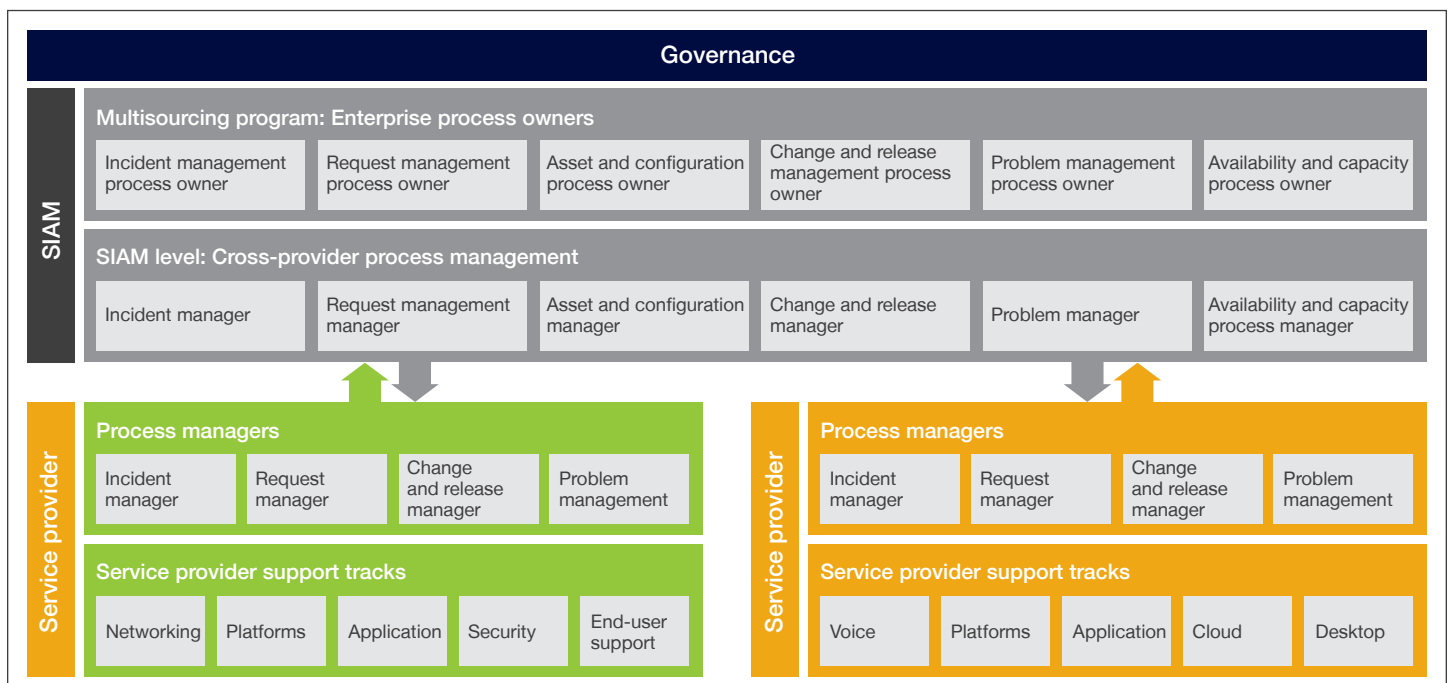 Governance
SIAM
Multisourcing program: Enterprise process owners
Incident management
process owner
Request management
process owner
Asset and configuration
process owner
Change and release
management process
owner
Problem management
process owner
Availability and capacity
process owner
SIAM level: Cross-provider process management
Incident manager
Request management
manager
Asset and configuration
manager
Change and release
manager
Problem manager
Availability and capacity
process manager
Service provider
Process managers
Incident
manager
Request
manager
Change
and release
manager
Problem
management
Service provider support tracks
Networking
Platforms
Application
Security
End-user
support
Service provider
Process managers
Incident
manager
Request
manager
Change
and release
manager
Problem
management
Service provider support tracks
Voice
Platforms
Application
Cloud
Desktop